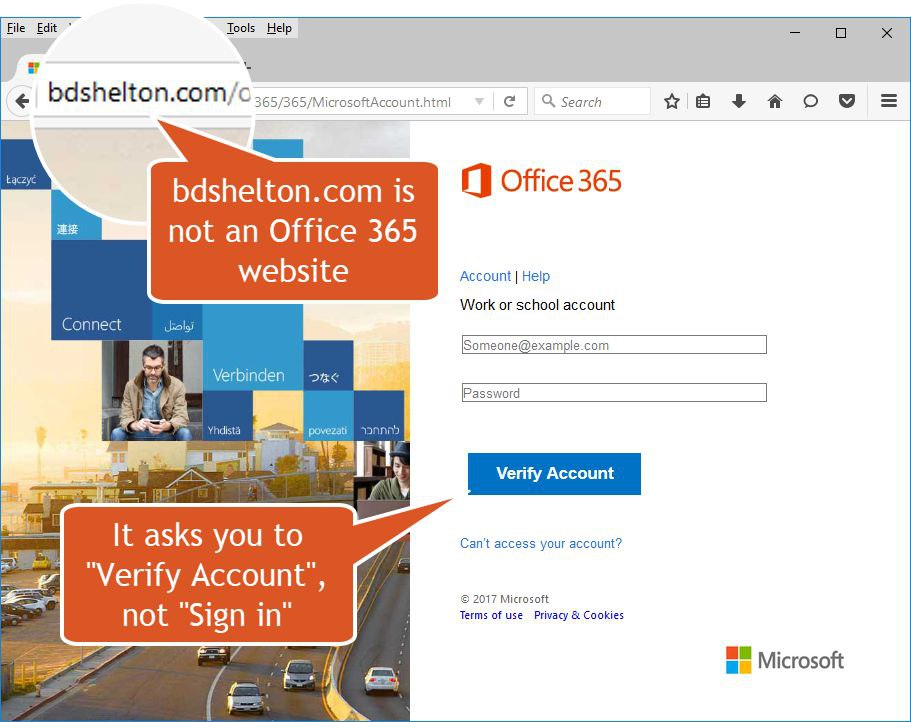 File Edit Tools Help
bdshelton.com/o
365/365/MicrosoftAccount.html
Search
bdshelton.com is
not an Office 365
website
Łączyć
連接
Connect
تواصل
Verbinden
つなぐ
Yhdistä
povezati
להתחבר
Office 365
Account | Help
Work or school account
Someone@example.com
Password
Verify Account
It asks you to
"Verify Account",
not "Sign in"
Can't access your account?
© 2017 Microsoft
Terms of use Privacy & Cookies
Microsoft